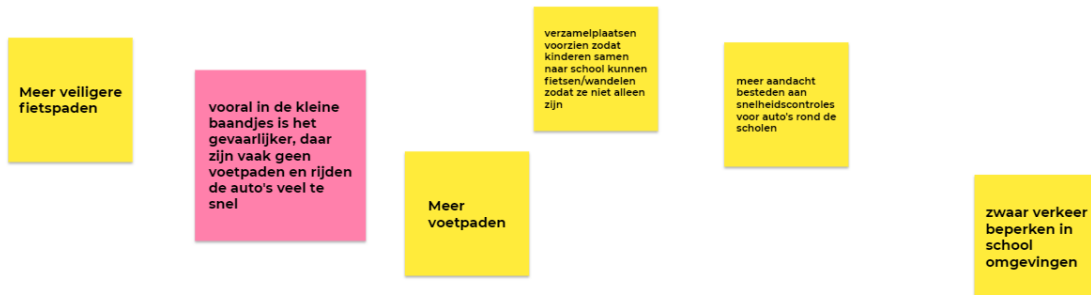 Meer veiligere
fietspaden
vooral in de kleine
baandjes is het
gevaarlijker, daar
zijn vaak geen
voetpaden en rijden
de auto's veel te
snel
Meer
voetpaden
verzamelplaatsen
voorzien zodat
kinderen samen
naar school kunnen
fietsen/wandelen
zodat ze niet alleen
zijn
meer aandacht
besteden aan
snelheidscontroles
voor auto's rond de
scholen
zwaar verkeer
beperken in
school
omgevingen